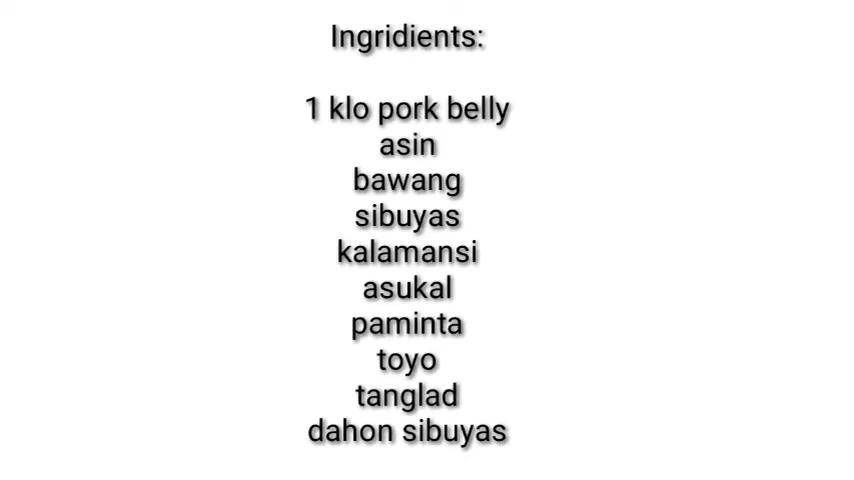 Ingridients:
1 klo pork belly
asin
bawang
sibuyas
kalamansi
asukal
paminta
toyo
tanglad
dahon sibuyas